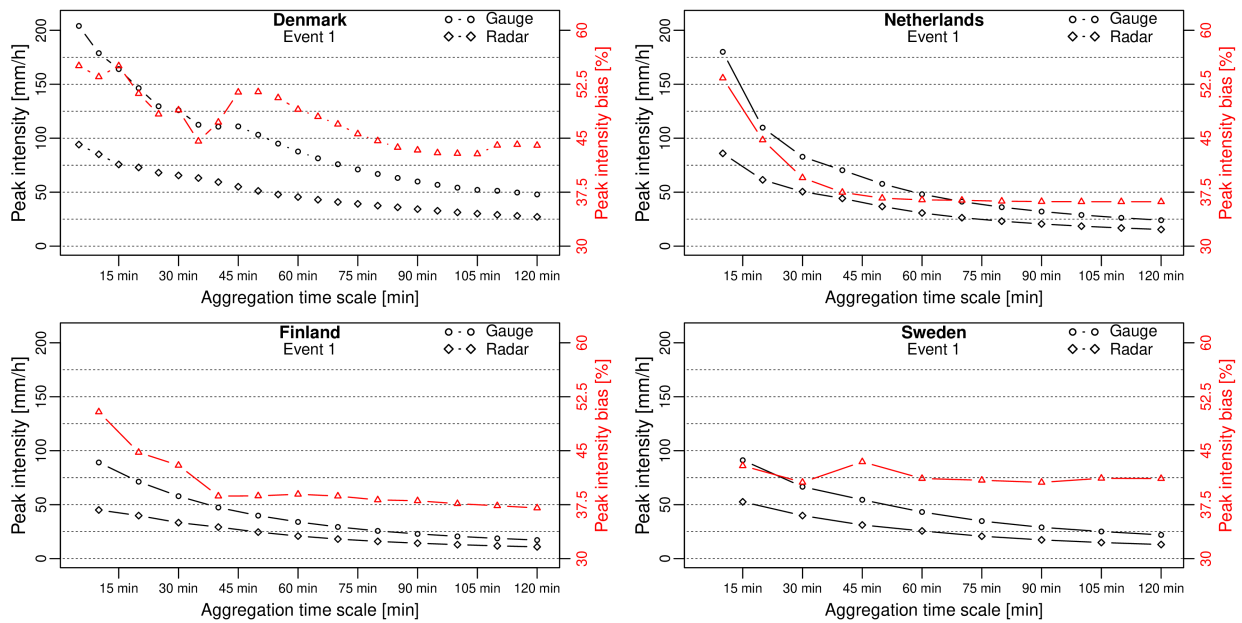 Denmark
Event 1
Gauge
Radar
Peak intensity [mm/h]
0
50
100
150
200
Peak intensity bias [%]
30
37.5
45
52.5
60
15 min
30 min
45 min
60 min
75 min
90 min
105 min
120 min
Aggregation time scale [min]
Netherlands
Event 1
Gauge
Radar
Peak intensity [mm/h]
0
50
100
150
200
Peak intensity bias [%]
30
37.5
45
52.5
60
15 min
30 min
45 min
60 min
75 min
90 min
105 min
120 min
Aggregation time scale [min]
Finland
Event 1
Gauge
Radar
Peak intensity [mm/h]
0
50
100
150
200
Peak intensity bias [%]
30
37.5
45
52.5
60
15 min
30 min
45 min
60 min
75 min
90 min
105 min
120 min
Aggregation time scale [min]
Sweden
Event 1
Gauge
Radar
Peak intensity [mm/h]
0
50
100
150
200
Peak intensity bias [%]
30
37.5
45
52.5
60
15 min
30 min
45 min
60 min
75 min
90 min
105 min
120 min
Aggregation time scale [min]